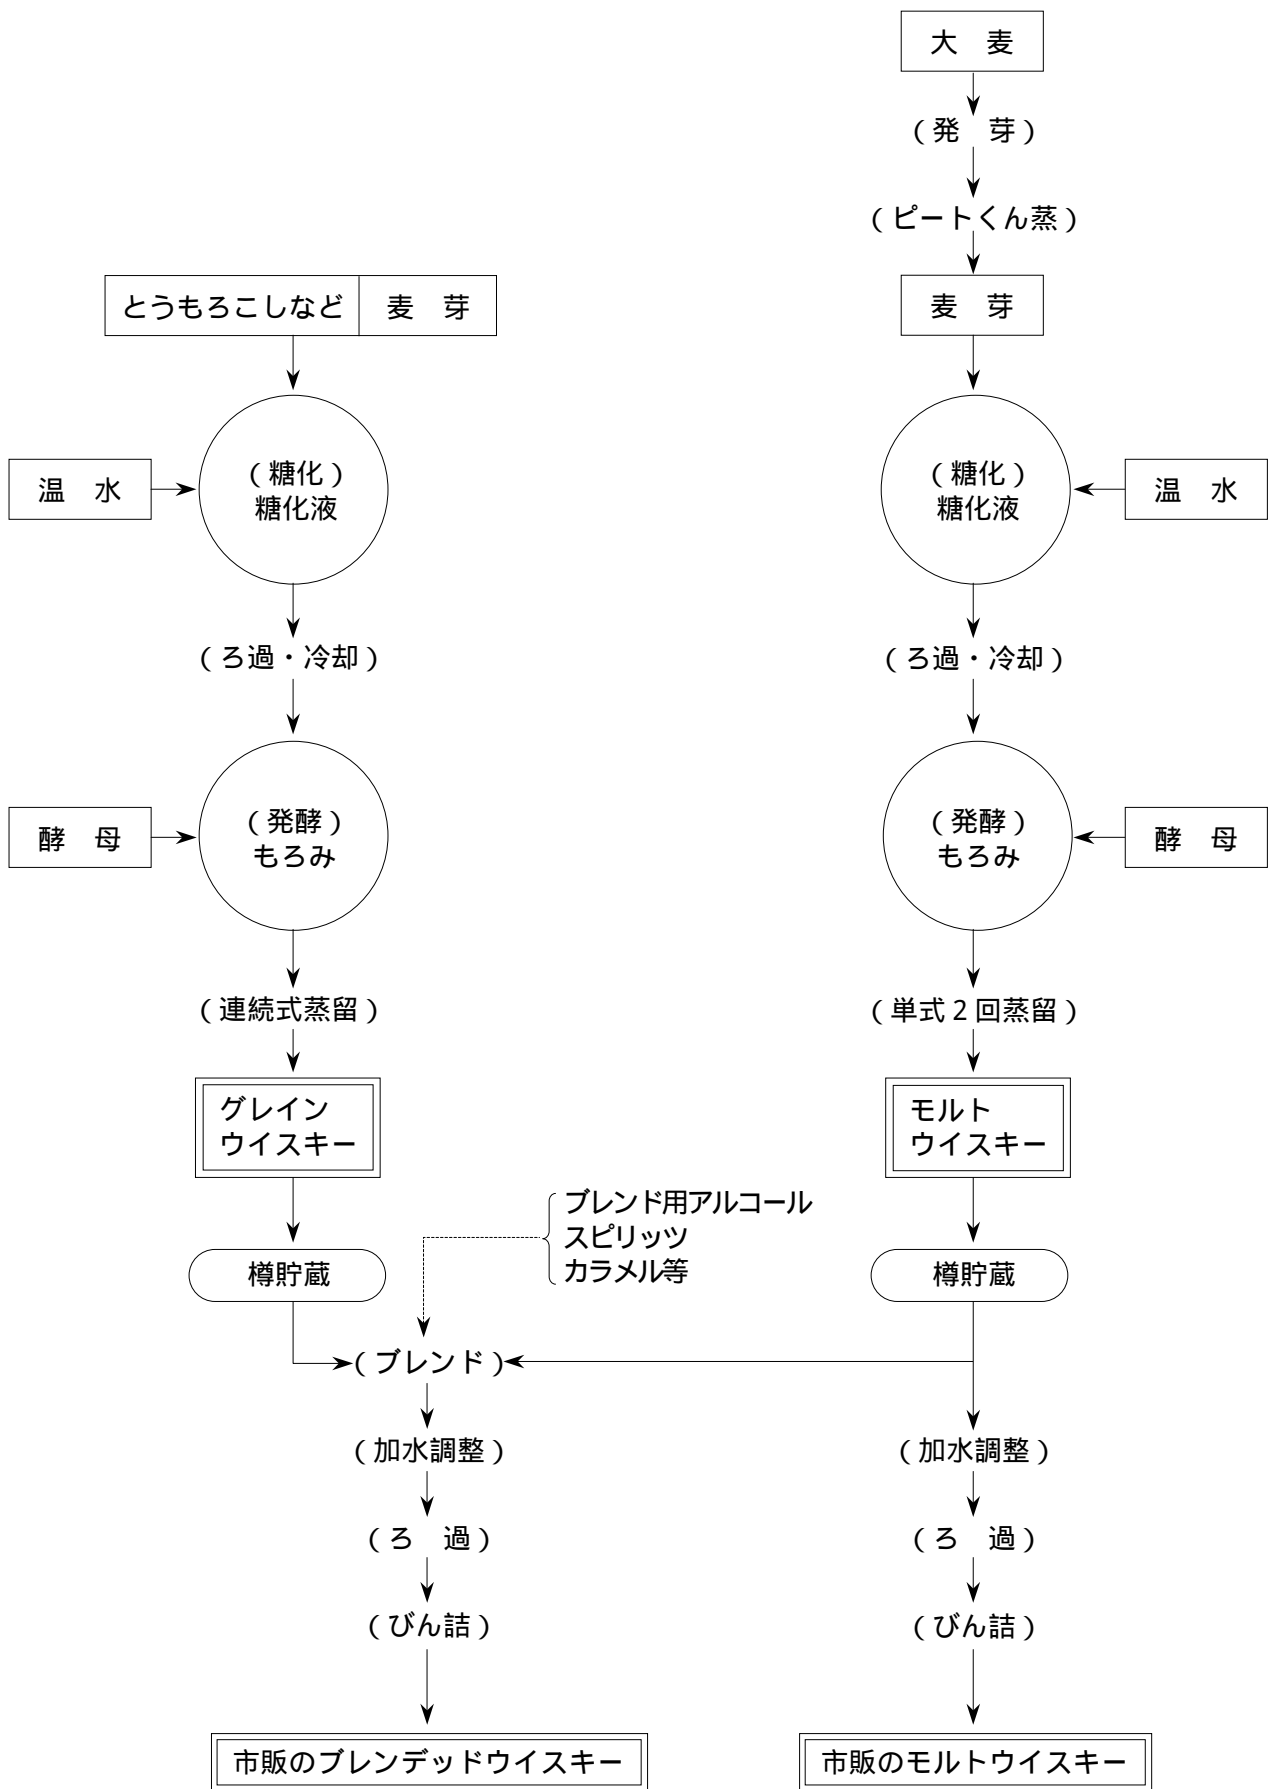 大　麦
（発　芽）
（ピートくん蒸）
とうもろこしなど
麦　芽
麦　芽
温　水
（糖化）
糖化液
（糖化）
糖化液
温　水
（ろ過・冷却）
（ろ過・冷却）
酵　母
（発酵）
もろみ
（発酵）
もろみ
酵　母
（連続式蒸留）
（単式２回蒸留）
グレイン
ウイスキー
モルト
ウイスキー
ブレンド用アルコール
スピリッツ
カラメル等
樽貯蔵
樽貯蔵
（ブレンド）
（加水調整）
（加水調整）
（ろ　過）
（ろ　過）
（びん詰）
（びん詰）
市販のブレンデッドウイスキー
市販のモルトウイスキー